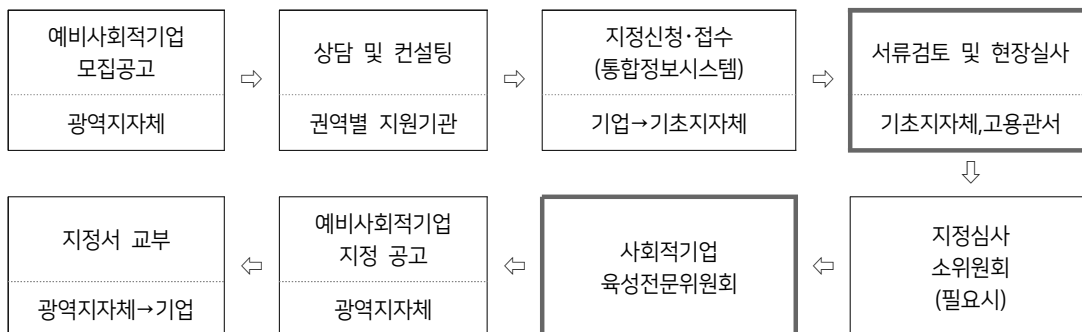 예비사회적기업
모집공고
광역지자체
⇨
상담 및 컨설팅
권역별 지원기관
⇨
지정신청·접수
(통합정보시스템)
기업→기초지자체
⇨
서류검토 및 현장실사
기초지자체,고용관서
⇩
지정심사
소위원회
(필요시)
⇦
사회적기업
육성전문위원회
⇦
예비사회적기업
지정 공고
광역지자체
⇦
지정서 교부
광역지자체→기업